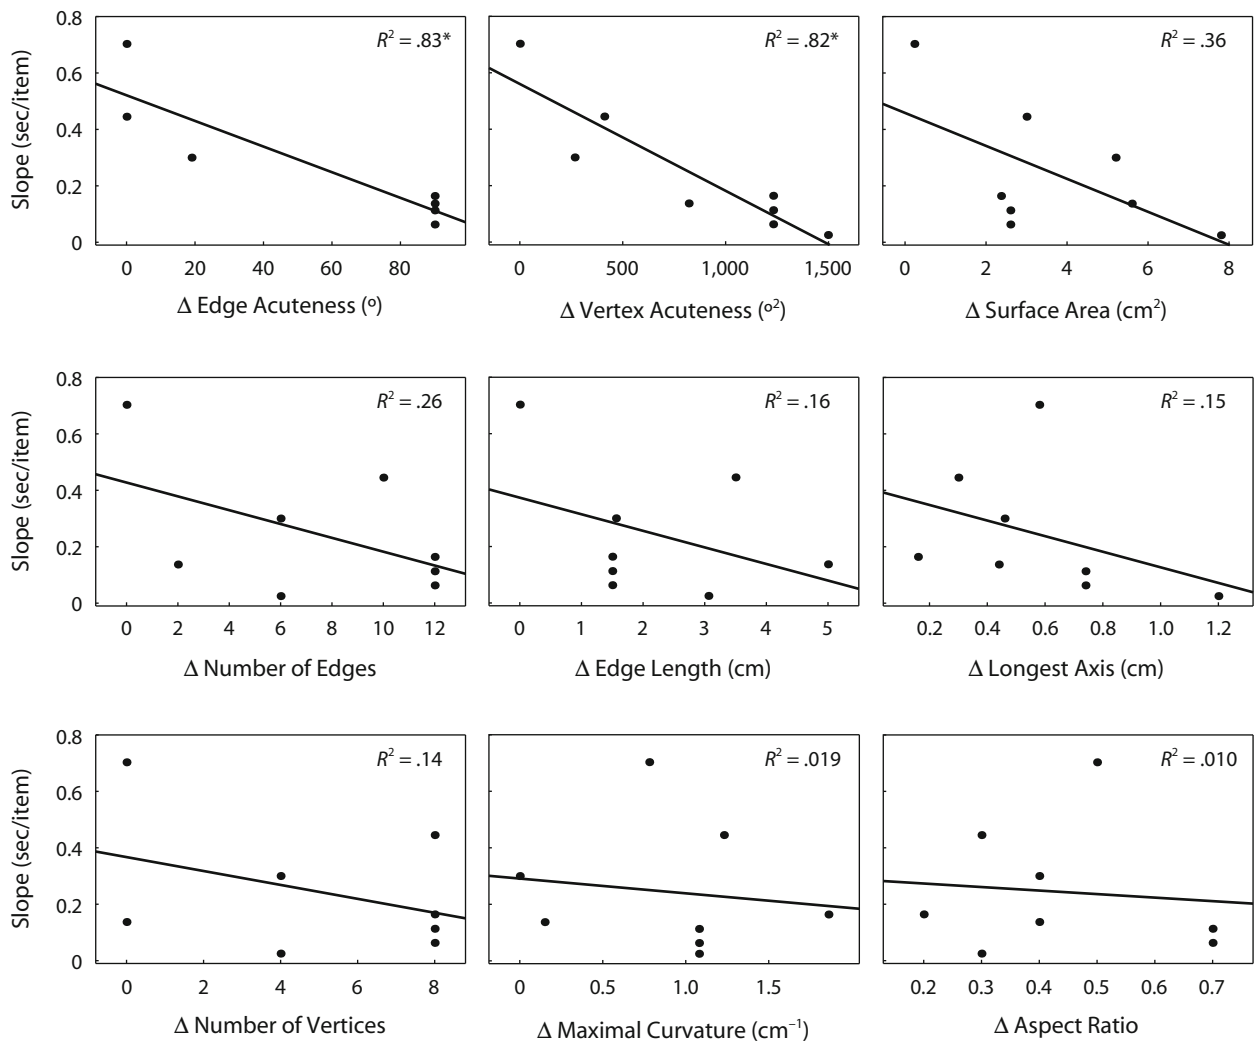 0.8
0.6
0.4
0.2
0
Slope (sec/item)
R² = .83*
0 20 40 60 80
Δ Edge Acuteness (º)
R² = .82*
0 500 1,000 1,500
Δ Vertex Acuteness (º²)
R² = .36
0 2 4 6 8
Δ Surface Area (cm²)
0.8
0.6
0.4
0.2
0
Slope (sec/item)
R² = .26
0 2 4 6 8 10 12
Δ Number of Edges
R² = .16
0 1 2 3 4 5
Δ Edge Length (cm)
R² = .15
0.2 0.4 0.6 0.8 1.0 1.2
Δ Longest Axis (cm)
0.8
0.6
0.4
0.2
0
Slope (sec/item)
R² = .14
0 2 4 6 8
Δ Number of Vertices
R² = .019
0 0.5 1.0 1.5
Δ Maximal Curvature (cm⁻¹)
R² = .010
0.2 0.3 0.4 0.5 0.6 0.7
Δ Aspect Ratio